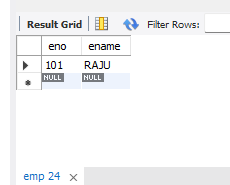 Result Grid Filter Rows:
eno ename
101 RAJU
NULL NULL
emp 24